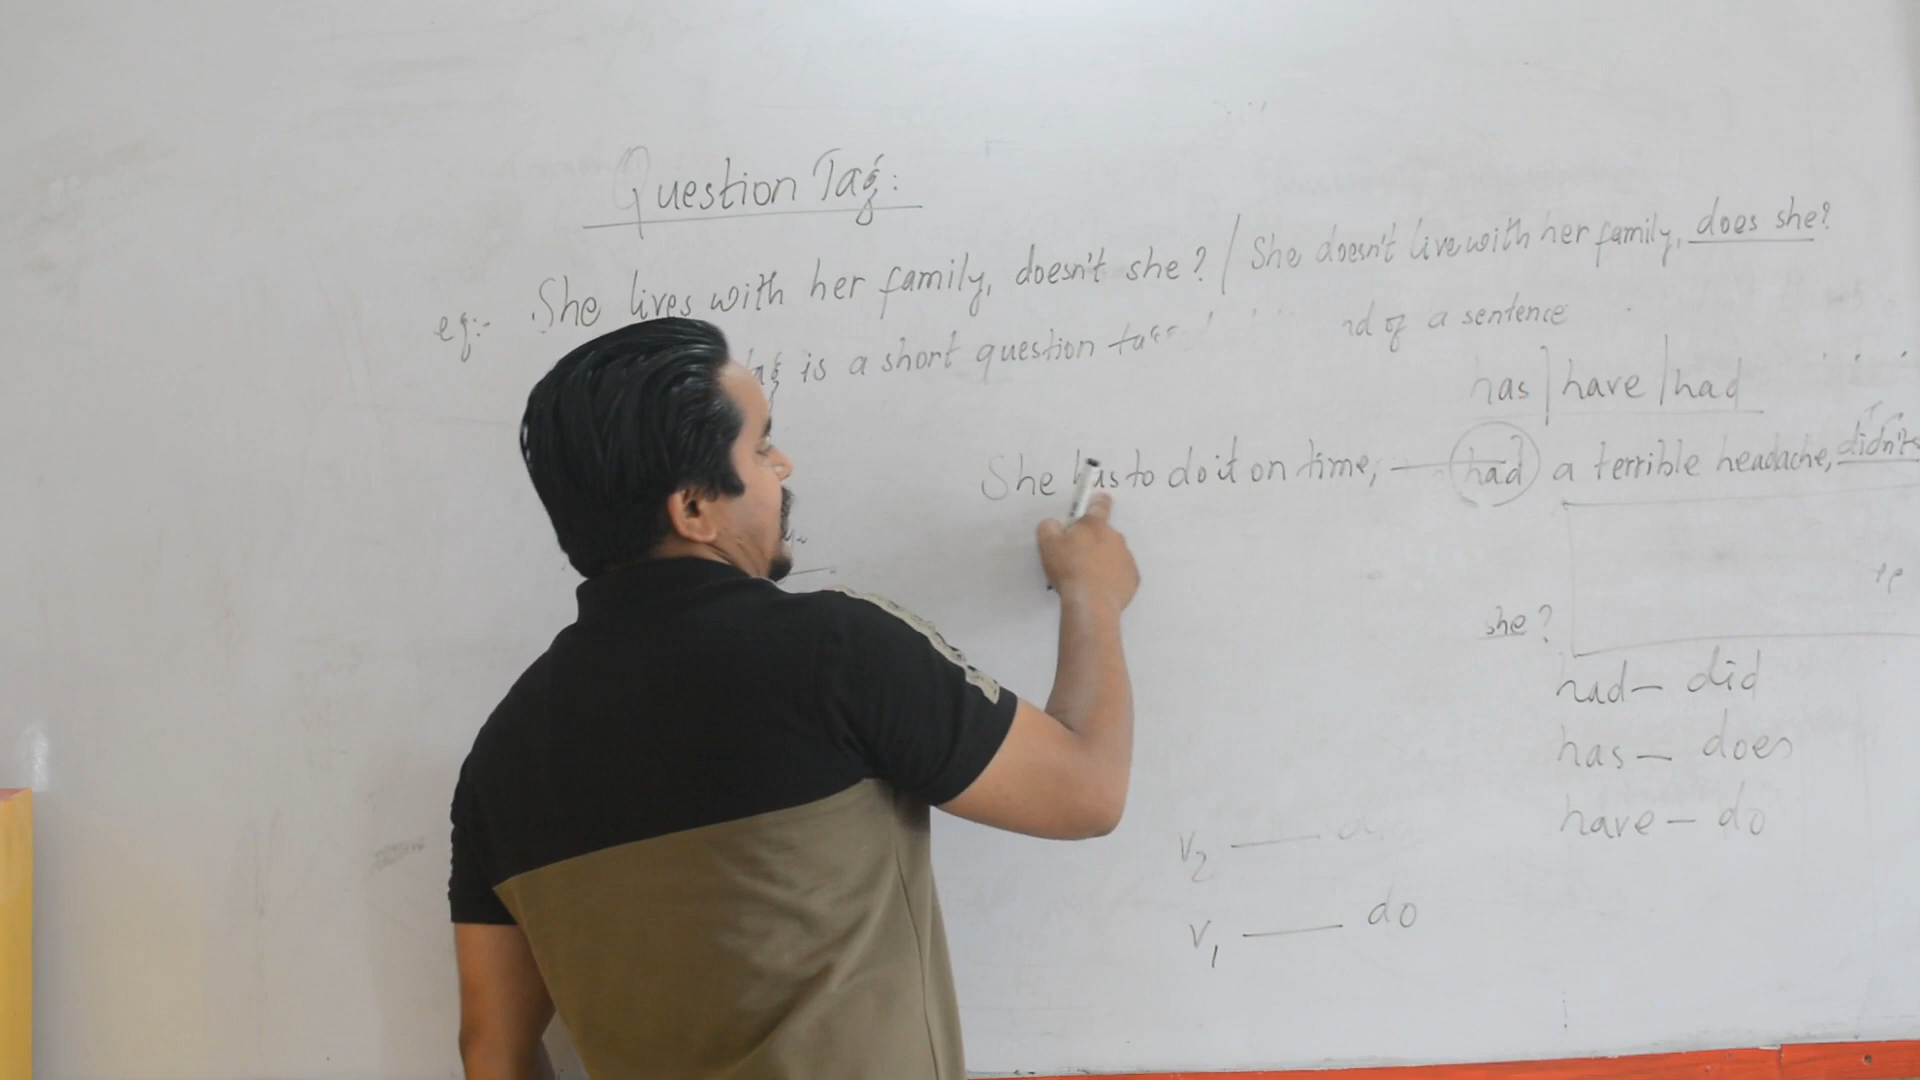 Question Tag:
eg:- She lives with her family, doesn't she? / She doesn't live with her family, does she?
is a short question of a sentence
has | have | had
She has to do it on time, — had a terrible headache, didn't
she?
had — did
has — does
have — do
V2 —
V1 — do